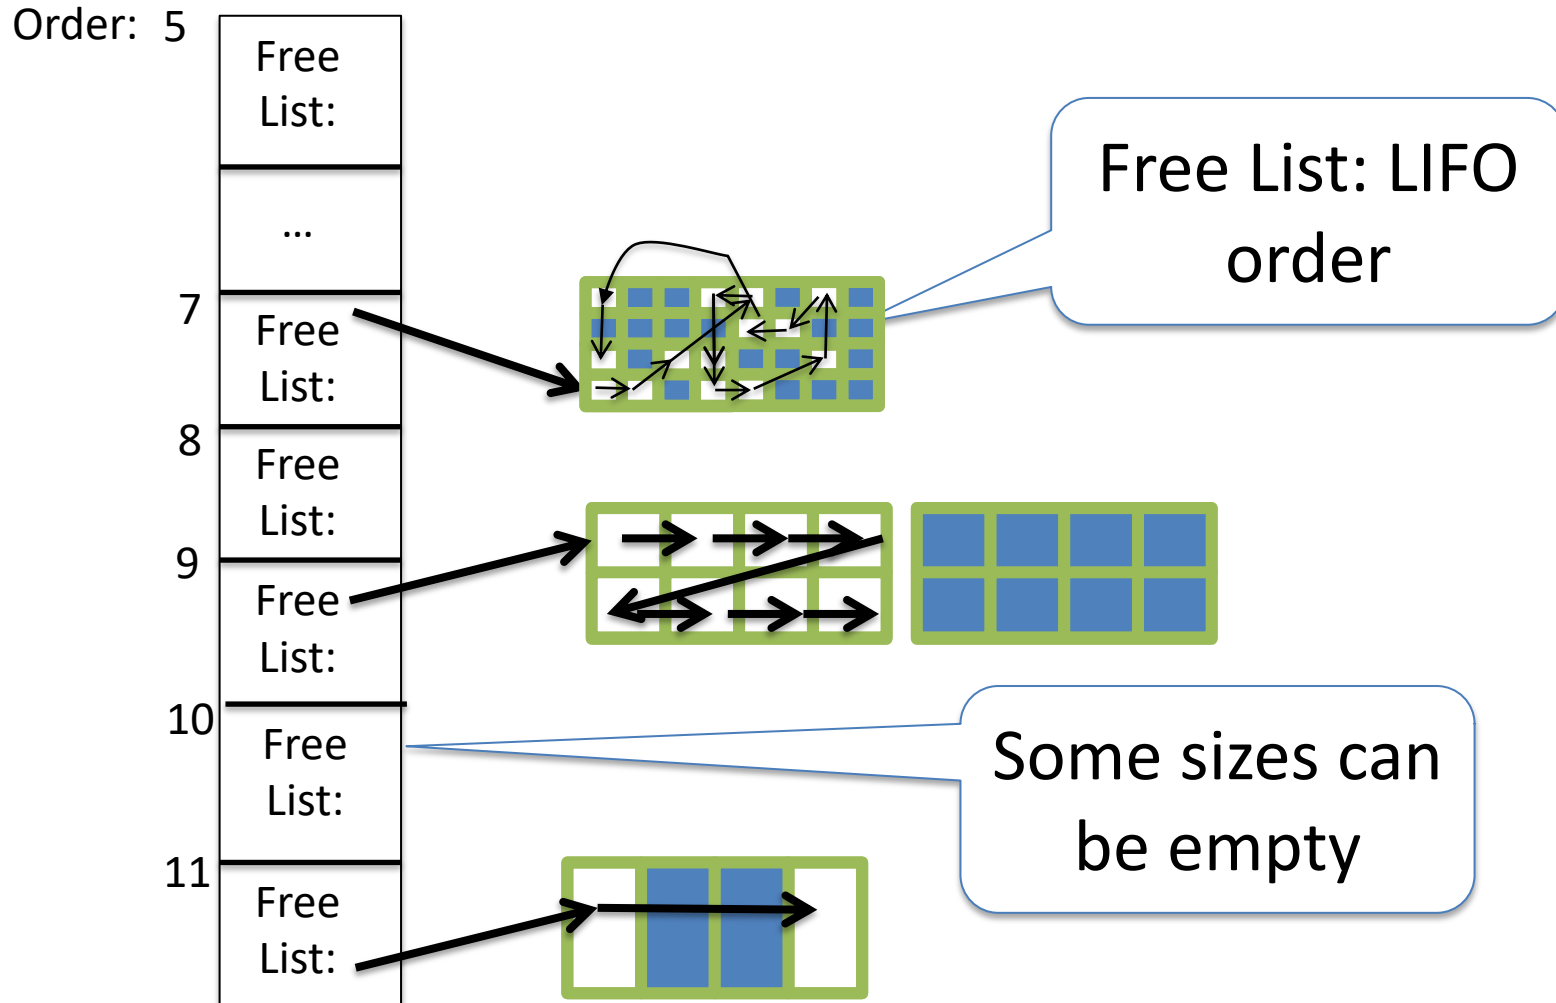 Order: 5
Free
List:
...
Free List: LIFO
order
7
Free
List:
8
Free
List:
9
Free
List:
10
Free
List:
Some sizes can
be empty
11
Free
List: